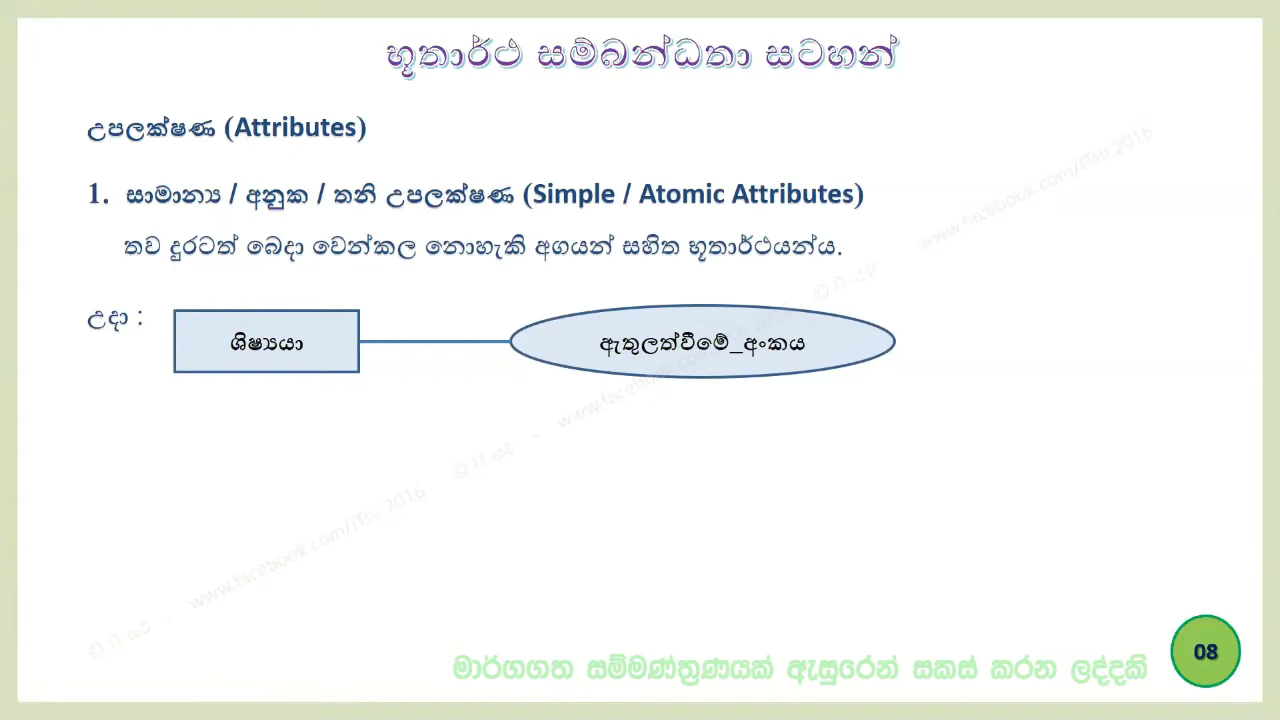 භූතාර්ථ සම්බන්ධතා සටහන්
උපලක්ෂණ (Attributes)
1. සාමාන්‍ය / අනුක / තනි උපලක්ෂණ (Simple / Atomic Attributes)
තව දුරටත් බෙදා වෙන්කල නොහැකි අගයන් සහිත භූතාර්ථයන්ය.
උදා :
ශිෂ්‍යයා
ඇතුලත්වීමේ_අංකය
මාර්ගගත සම්මණ්ත්‍රණයක් ඇසුරෙන් සකස් කරන ලද්දකි
08